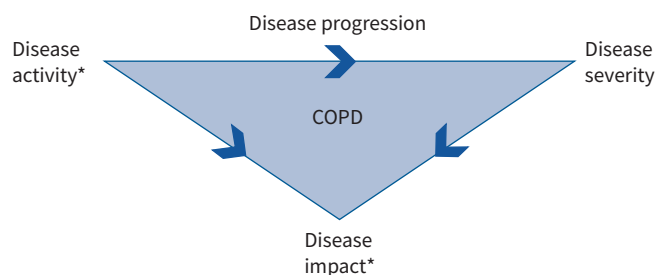 Disease progression
Disease
activity*
Disease
severity
COPD
Disease
impact*